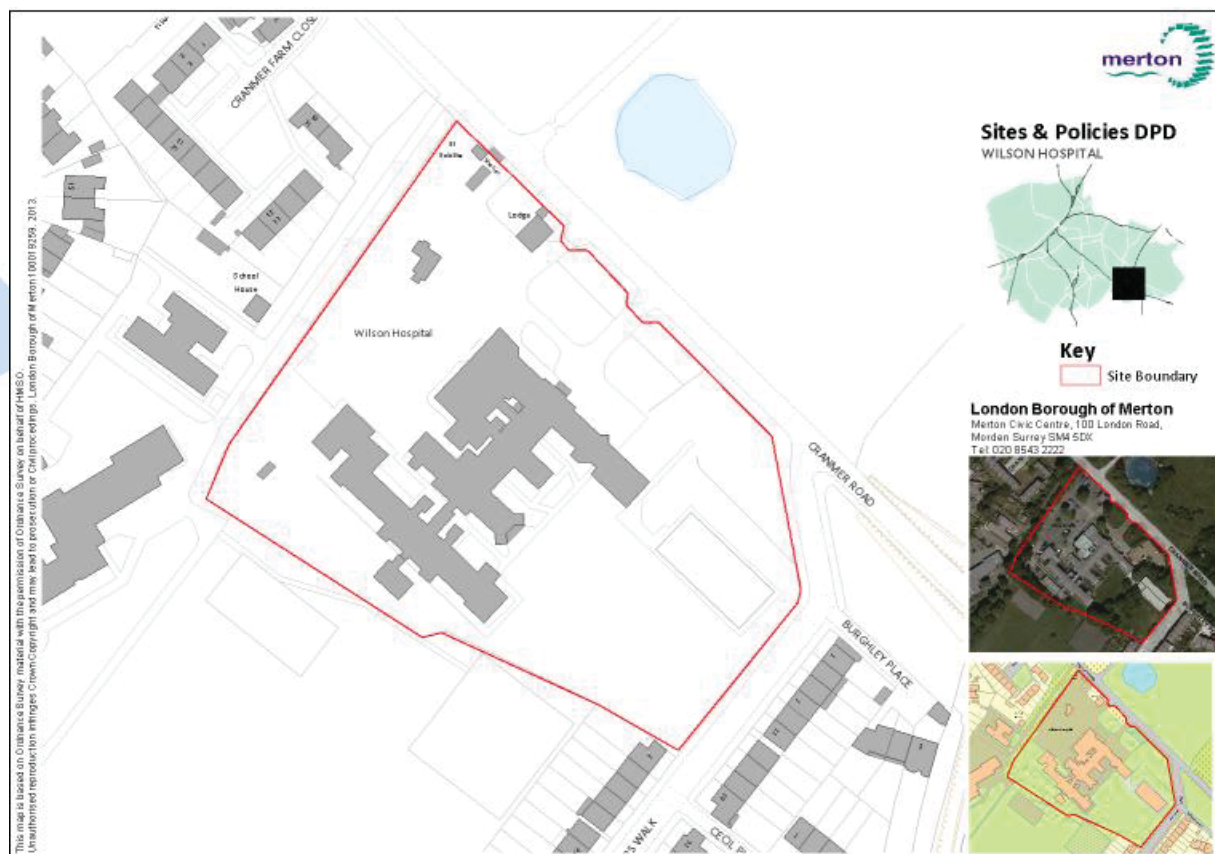 CRANMER FARM CLOSE
School
House
Lodge
Wilson Hospital
CRANMER ROAD
BURGHLEY PLACE
This map is based on Ordnance Survey material with the permission of Ordnance Survey on behalf of HMSO.
Unauthorised reproduction infringes Crown Copyright and may lead to prosecution or Civil procedings. London Borough of Merton 100019259. 2013.
merton
Sites & Policies DPD
WILSON HOSPITAL
Key
Site Boundary
London Borough of Merton
Merton Civic Centre, 100 London Road,
Morden Surrey SM4 5DX
Tel: 020 8543 2222